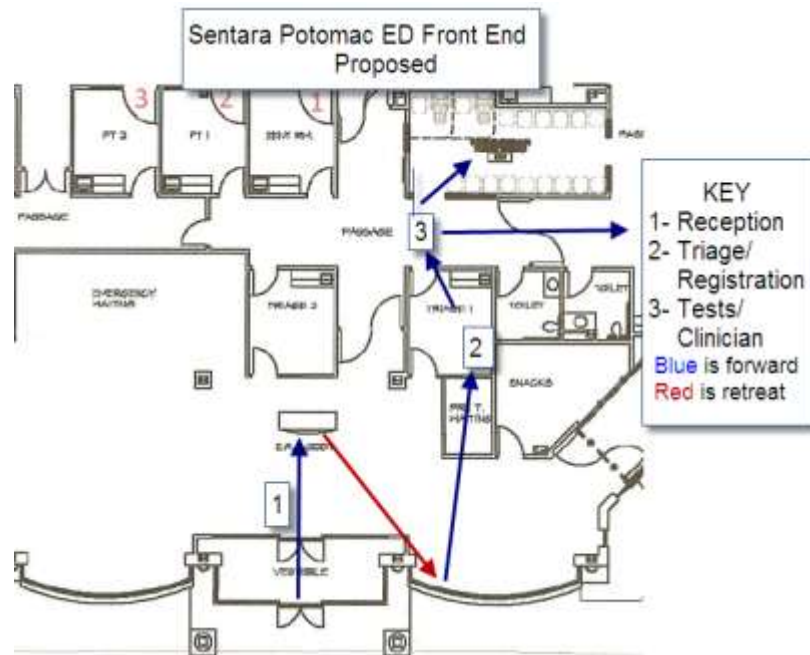 Sentara Potomac ED Front End
Proposed
3
2
1
PT 2
PT 1
PASSAGE
PASSAGE
3
KEY
1- Reception
2- Triage/
Registration
3- Tests/
Clinician
Blue is forward
Red is retreat
EMERGENCY
WAITING
TRIAGE 2
TRIAGE 1
TOILET
TOILET
2
SNACKS
WAITING
1
VESTIBLE